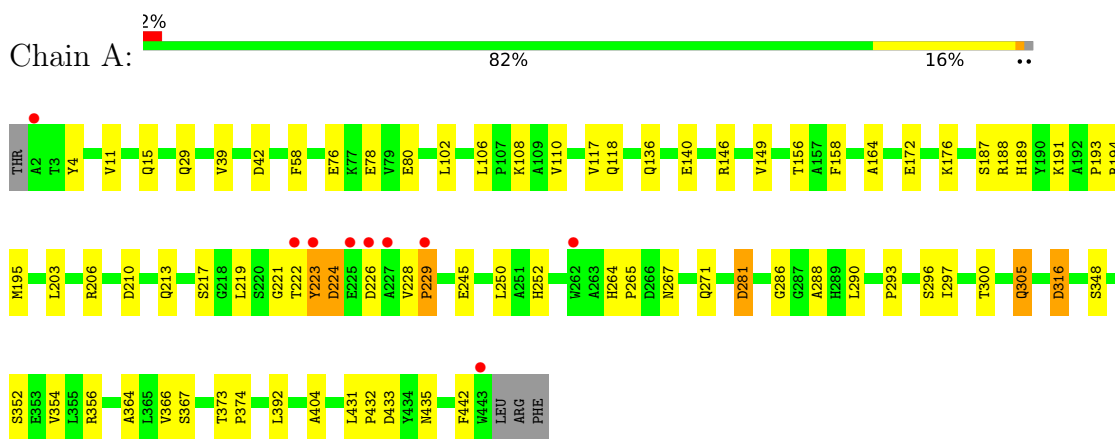 2%
Chain A:
82% 16% ••
THR A2 T3 Y4 V11 Q15 Q29 V39 D42 F58 E76 K77 E78 V79 E80 L102 L106 P107 K108 A109 V110 V117 Q118 Q136 E140 R146 V149 T156 A157 F158 A164 E172 K176 S187 R188 H189 Y190 K191 A192 P193 R194
M195 L203 R206 D210 Q213 S217 G218 L219 S220 G221 T222 Y223 D224 E225 D226 A227 V228 P229 E245 L250 A251 H252 W262 A263 H264 P265 D266 N267 Q271 D281 G286 G287 A288 H289 L290 P293 S296 I297 T300 Q305 D316 S348
S352 E353 V354 L355 R356 A364 L365 V366 S367 T373 P374 L392 A404 L431 P432 D433 Y434 N435 F442 W443 LEU ARG PHE